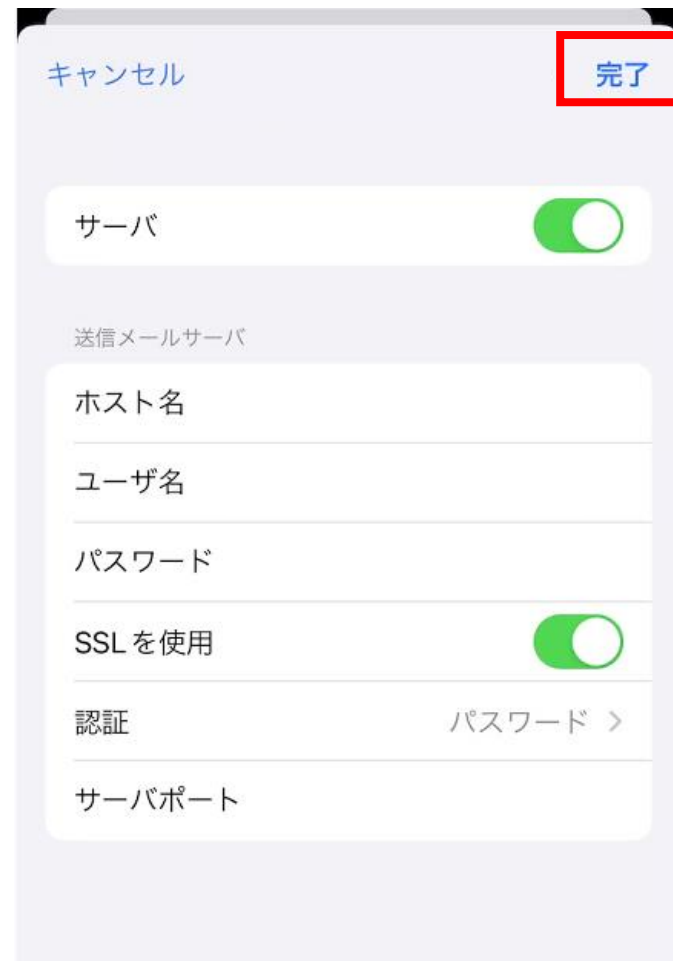 キャンセル 完了
サーバ
送信メールサーバ
ホスト名
ユーザ名
パスワード
SSLを使用
認証 パスワード >
サーバポート